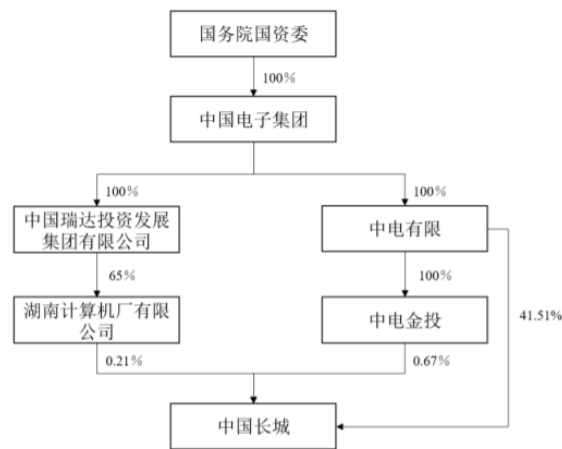 国务院国资委
100%
中国电子集团
100%
100%
中国瑞达投资发展
集团有限公司
中电有限
65%
100%
湖南计算机厂有限
公司
中电金投
41.51%
0.21%
0.67%
中国长城